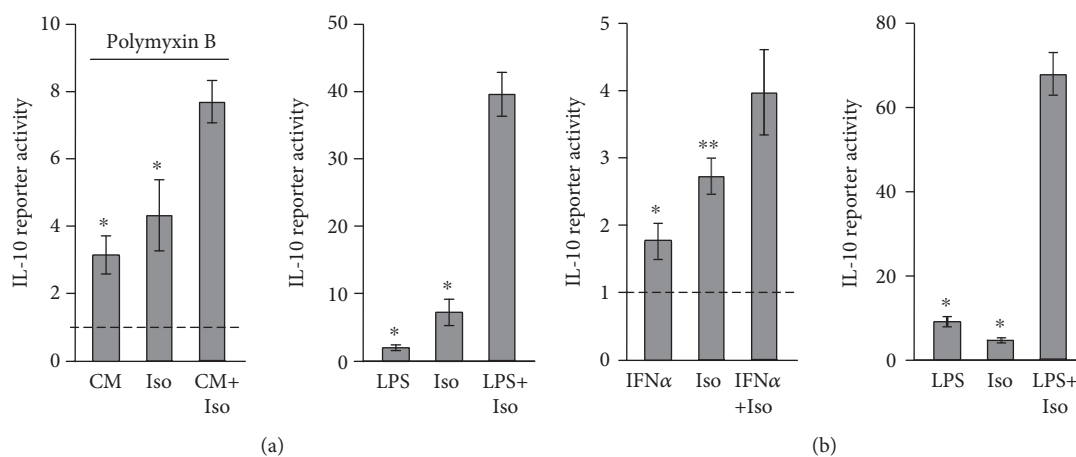 Polymyxin B
IL-10 reporter activity
10
8
6
4
2
0
*
*
CM
Iso
CM+
Iso
IL-10 reporter activity
50
40
30
20
10
0
*
*
LPS
Iso
LPS+
Iso
(a)
IL-10 reporter activity
5
4
3
2
1
0
*
**
IFNα
Iso
IFNα
+Iso
IL-10 reporter activity
80
60
40
20
0
*
*
LPS
Iso
LPS+
Iso
(b)